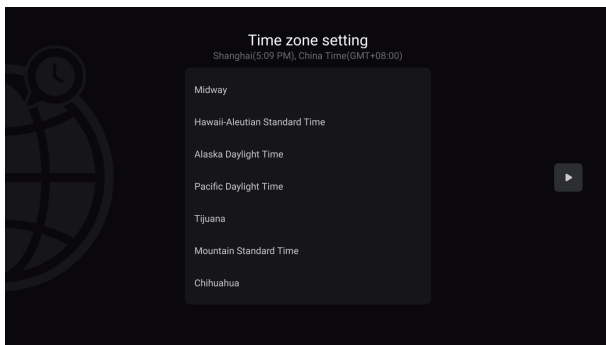 Time zone setting
Shanghai(5:09 PM), China Time(GMT+08:00)
Midway
Hawaii-Aleutian Standard Time
Alaska Daylight Time
Pacific Daylight Time
Tijuana
Mountain Standard Time
Chihuahua